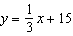 y = 1/3 x + 15